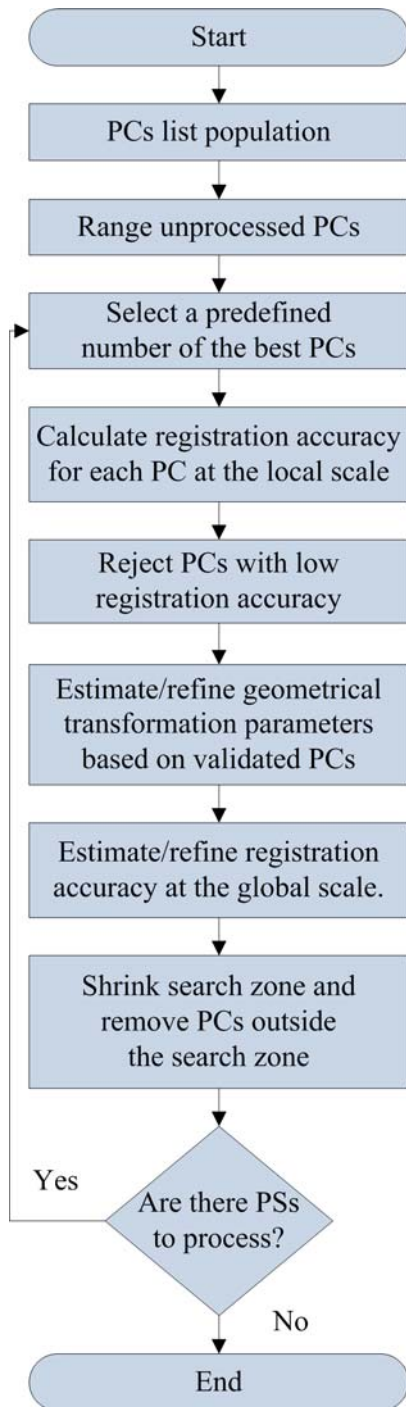 Start
PCs list population
Range unprocessed PCs
Select a predefined
number of the best PCs
Calculate registration accuracy
for each PC at the local scale
Reject PCs with low
registration accuracy
Estimate/refine geometrical
transformation parameters
based on validated PCs
Estimate/refine registration
accuracy at the global scale.
Shrink search zone and
remove PCs outside
the search zone
Yes
Are there PSs
to process?
No
End